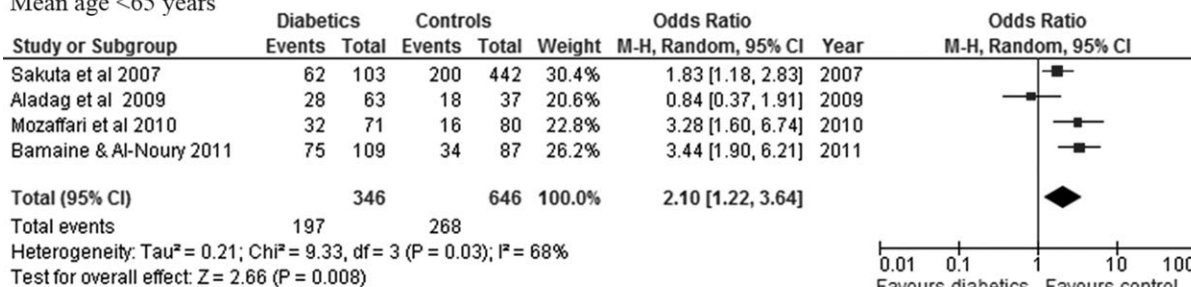 Mean age <65 years
Diabetics Controls Odds Ratio Odds Ratio
Study or Subgroup Events Total Events Total Weight M-H, Random, 95% CI Year M-H, Random, 95% CI
Sakuta et al 2007 62 103 200 442 30.4% 1.83 [1.18, 2.83] 2007
Aladag et al 2009 28 63 18 37 20.6% 0.84 [0.37, 1.91] 2009
Mozaffari et al 2010 32 71 16 80 22.8% 3.28 [1.60, 6.74] 2010
Bamaine & Al-Noury 2011 75 109 34 87 26.2% 3.44 [1.90, 6.21] 2011
Total (95% CI) 346 646 100.0% 2.10 [1.22, 3.64]
Total events 197 268
Heterogeneity: Tau² = 0.21; Chi² = 9.33, df = 3 (P = 0.03); I² = 68%
Test for overall effect: Z = 2.66 (P = 0.008)
0.01 0.1 1 10 100
Favours diabetics Favours control